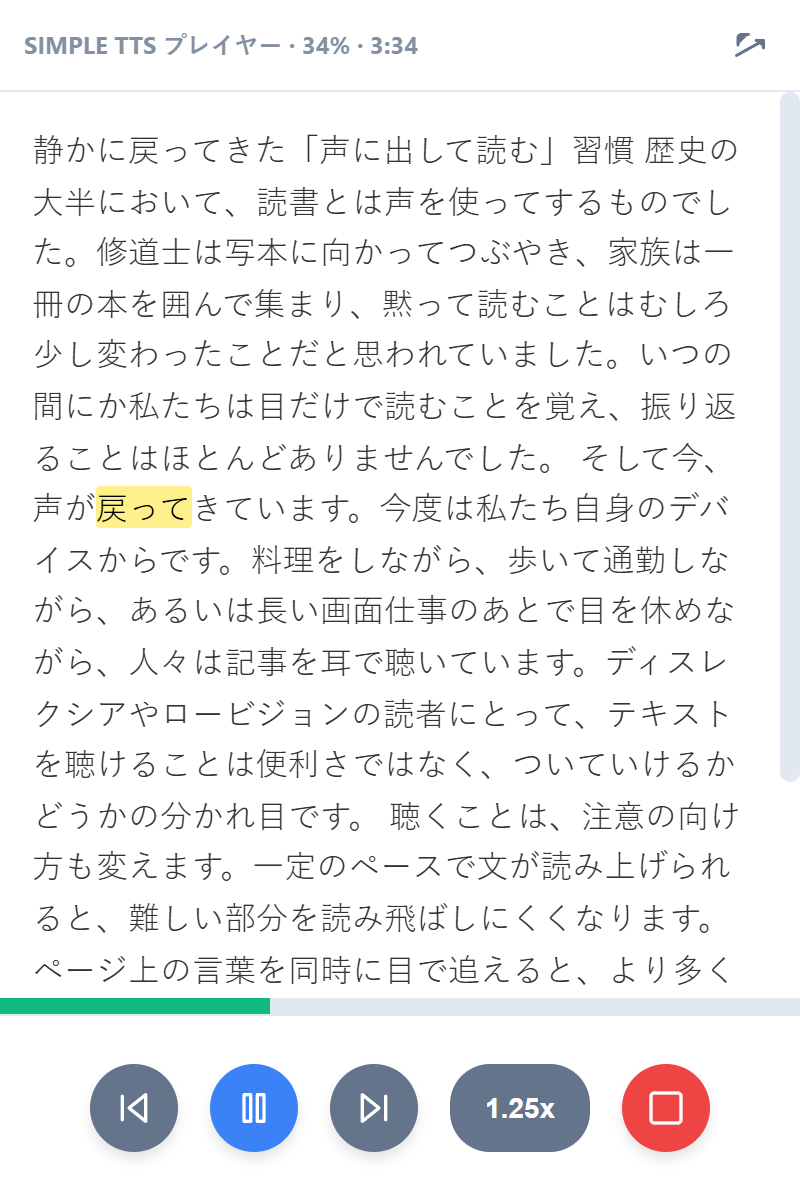 SIMPLE TTS プレイヤー · 34% · 3:34
静かに戻ってきた「声に出して読む」習慣 歴史の
大半において、読書とは声を使ってするものでし
た。修道士は写本に向かってつぶやき、家族は一
冊の本を囲んで集まり、黙って読むことはむしろ
少し変わったことだと思われていました。いつの
間にか私たちは目だけで読むことを覚え、振り返
ることはほとんどありませんでした。 そして今、
声が戻ってきています。今度は私たち自身のデバ
イスからです。料理をしながら、歩いて通勤しな
がら、あるいは長い画面仕事のあとで目を休めな
がら、人々は記事を耳で聴いています。ディスレ
クシアやロービジョンの読者にとって、テキスト
を聴けることは便利さではなく、ついていけるか
どうかの分かれ目です。 聴くことは、注意の向け
方も変えます。一定のペースで文が読み上げられ
ると、難しい部分を読み飛ばしにくくなります。
ページ上の言葉を同時に目で追えると、より多く
1.25x